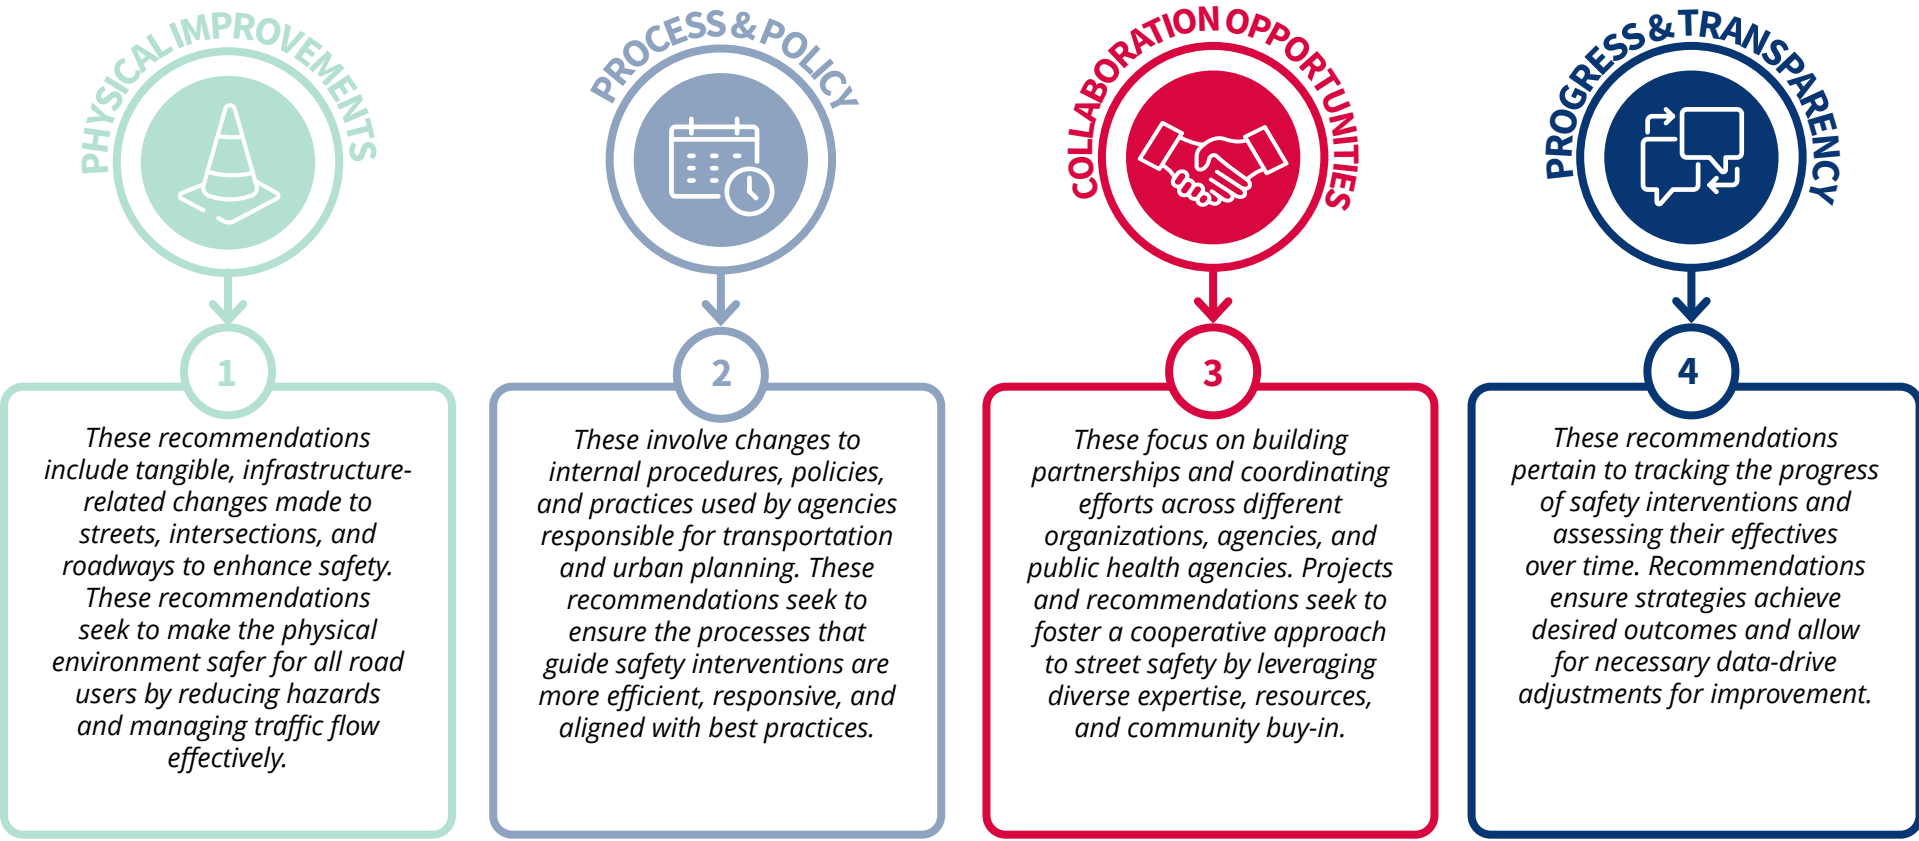 PHYSICAL IMPROVEMENTS
1
These recommendations
include tangible, infrastructure-
related changes made to
streets, intersections, and
roadways to enhance safety.
These recommendations
seek to make the physical
environment safer for all road
users by reducing hazards
and managing traffic flow
effectively.
PROCESS & POLICY
2
These involve changes to
internal procedures, policies,
and practices used by agencies
responsible for transportation
and urban planning. These
recommendations seek to
ensure the processes that
guide safety interventions are
more efficient, responsive, and
aligned with best practices.
COLLABORATION OPPORTUNITIES
3
These focus on building
partnerships and coordinating
efforts across different
organizations, agencies, and
public health agencies. Projects
and recommendations seek to
foster a cooperative approach
to street safety by leveraging
diverse expertise, resources,
and community buy-in.
PROGRESS & TRANSPARENCY
4
These recommendations
pertain to tracking the progress
of safety interventions and
assessing their effectives
over time. Recommendations
ensure strategies achieve
desired outcomes and allow
for necessary data-drive
adjustments for improvement.